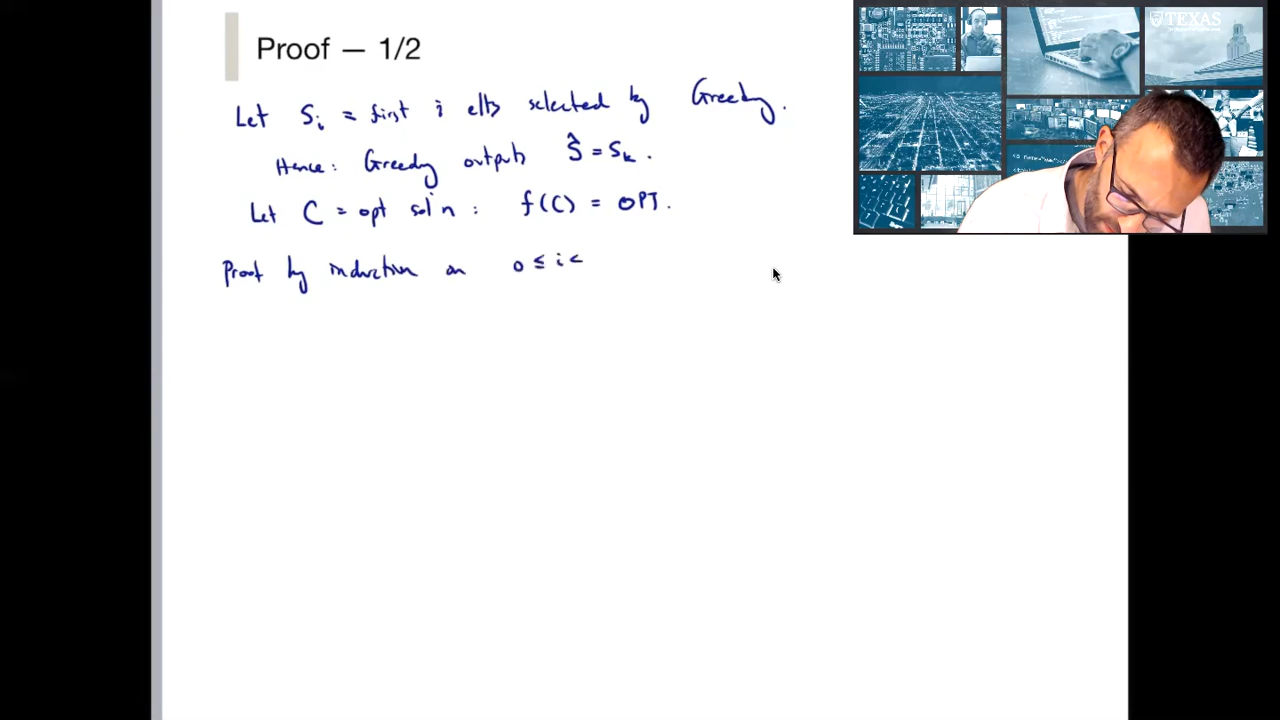 Proof — 1/2
Let Sᵢ = first i elts selected by Greedy.
Hence: Greedy outputs Ŝ = Sₖ.
Let C = opt sol'n: f(C) = OPT.
Proof by induction on 0 ≤ i <
TEXAS